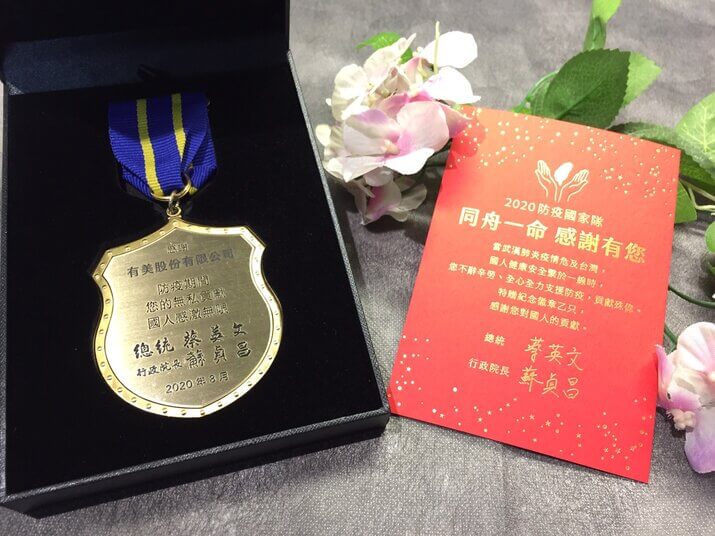 感謝
有美股份有限公司
防疫期間
您的無私貢獻
國人感激無限
總統 蔡英文
行政院長 蘇貞昌
2020年8月
2020防疫國家隊
同舟一命 感謝有您
當武漢肺炎疫情危及台灣,
國人健康安全繫於一線時,
您不辭辛勞、全心全力支援防疫,貢獻殊偉。
特贈紀念徽章乙只,
感謝您對國人的貢獻。
總統 蔡英文
行政院長 蘇貞昌